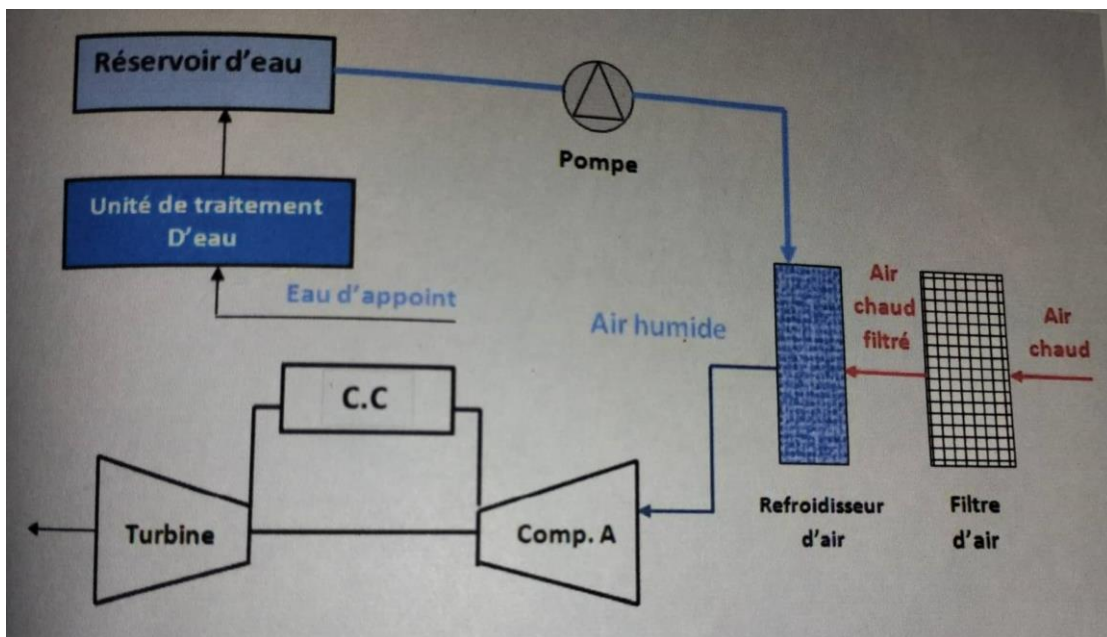 Réservoir d'eau
Pompe
Unité de traitement
D'eau
Eau d'appoint
Air humide
Air
chaud
filtré
Air
chaud
C.C
Turbine
Comp. A
Refroidisseur
d'air
Filtre
d'air